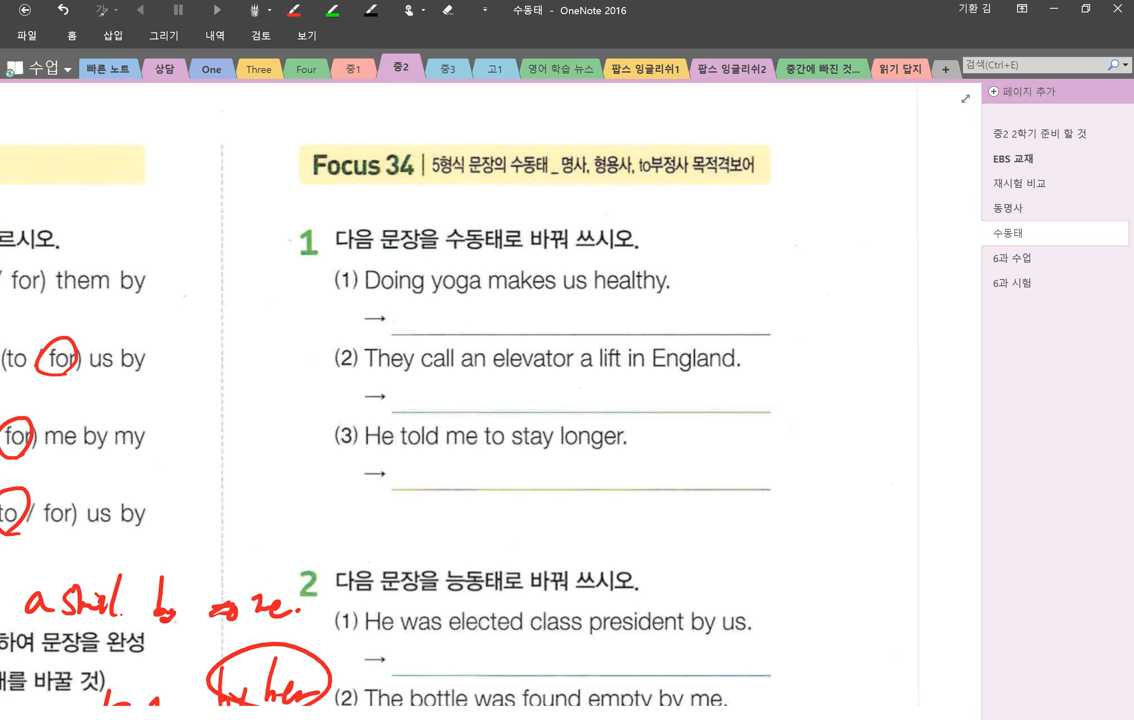 수동태 - OneNote 2016
기환 김
파일 홈 삽입 그리기 내역 검토 보기
수업 빠른 노트 상담 One Three Four 중1 중2 중3 고1 영어 학습 뉴스 팝스 잉글리쉬1 팝스 잉글리쉬2 중간에 빠진 것... 읽기 답지 +
검색(Ctrl+E)
페이지 추가
중2 2학기 준비 할 것
EBS 교재
재시험 비교
동명사
수동태
6과 수업
6과 시험
르시오.
/ for) them by
(to / for) us by
for) me by my
to / for) us by
하여 문장을 완성
태를 바꿀 것)
Focus 34 | 5형식 문장의 수동태 _ 명사, 형용사, to부정사 목적격보어
1 다음 문장을 수동태로 바꿔 쓰시오.
(1) Doing yoga makes us healthy.
→
(2) They call an elevator a lift in England.
→
(3) He told me to stay longer.
→
2 다음 문장을 능동태로 바꿔 쓰시오.
(1) He was elected class president by us.
→
(2) The bottle was found empty by me.